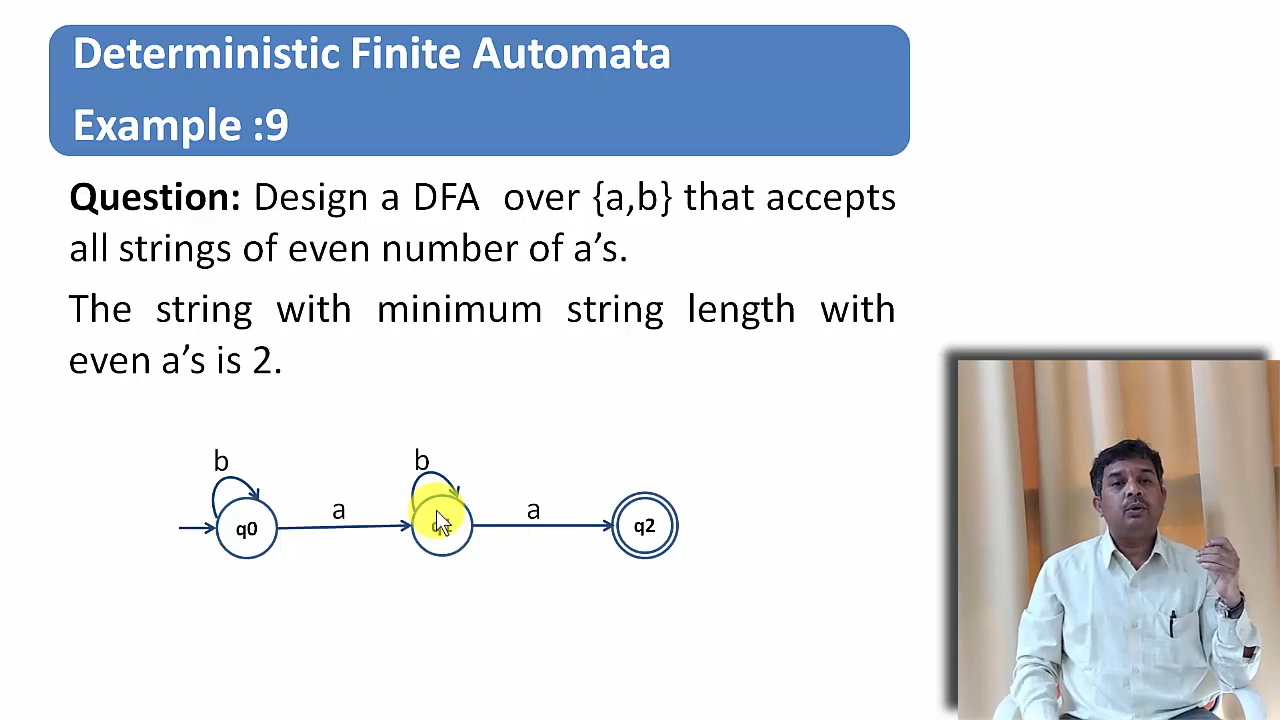 Deterministic Finite Automata
Example :9
Question: Design a DFA over {a,b} that accepts
all strings of even number of a’s.
The string with minimum string length with
even a’s is 2.
b b
a a
q0 q2